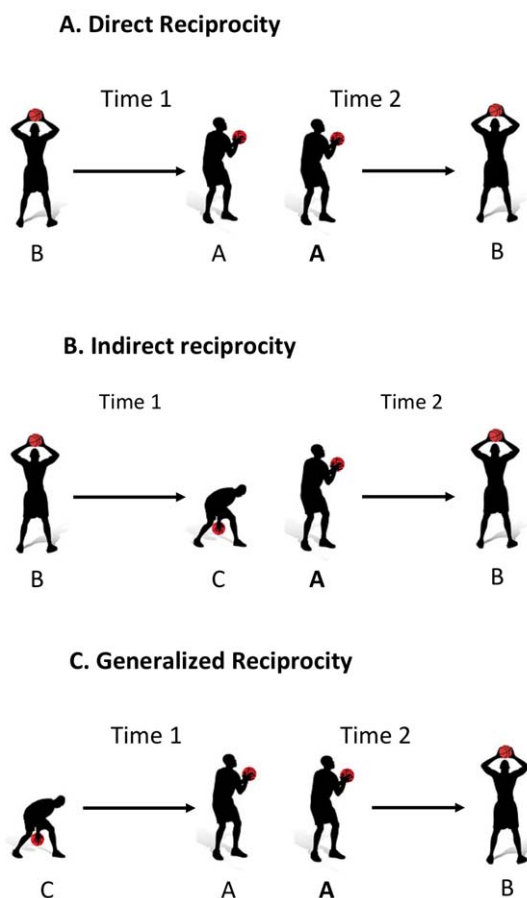 A. Direct Reciprocity
Time 1 Time 2
B A A B
B. Indirect reciprocity
Time 1 Time 2
B C A B
C. Generalized Reciprocity
Time 1 Time 2
C A A B